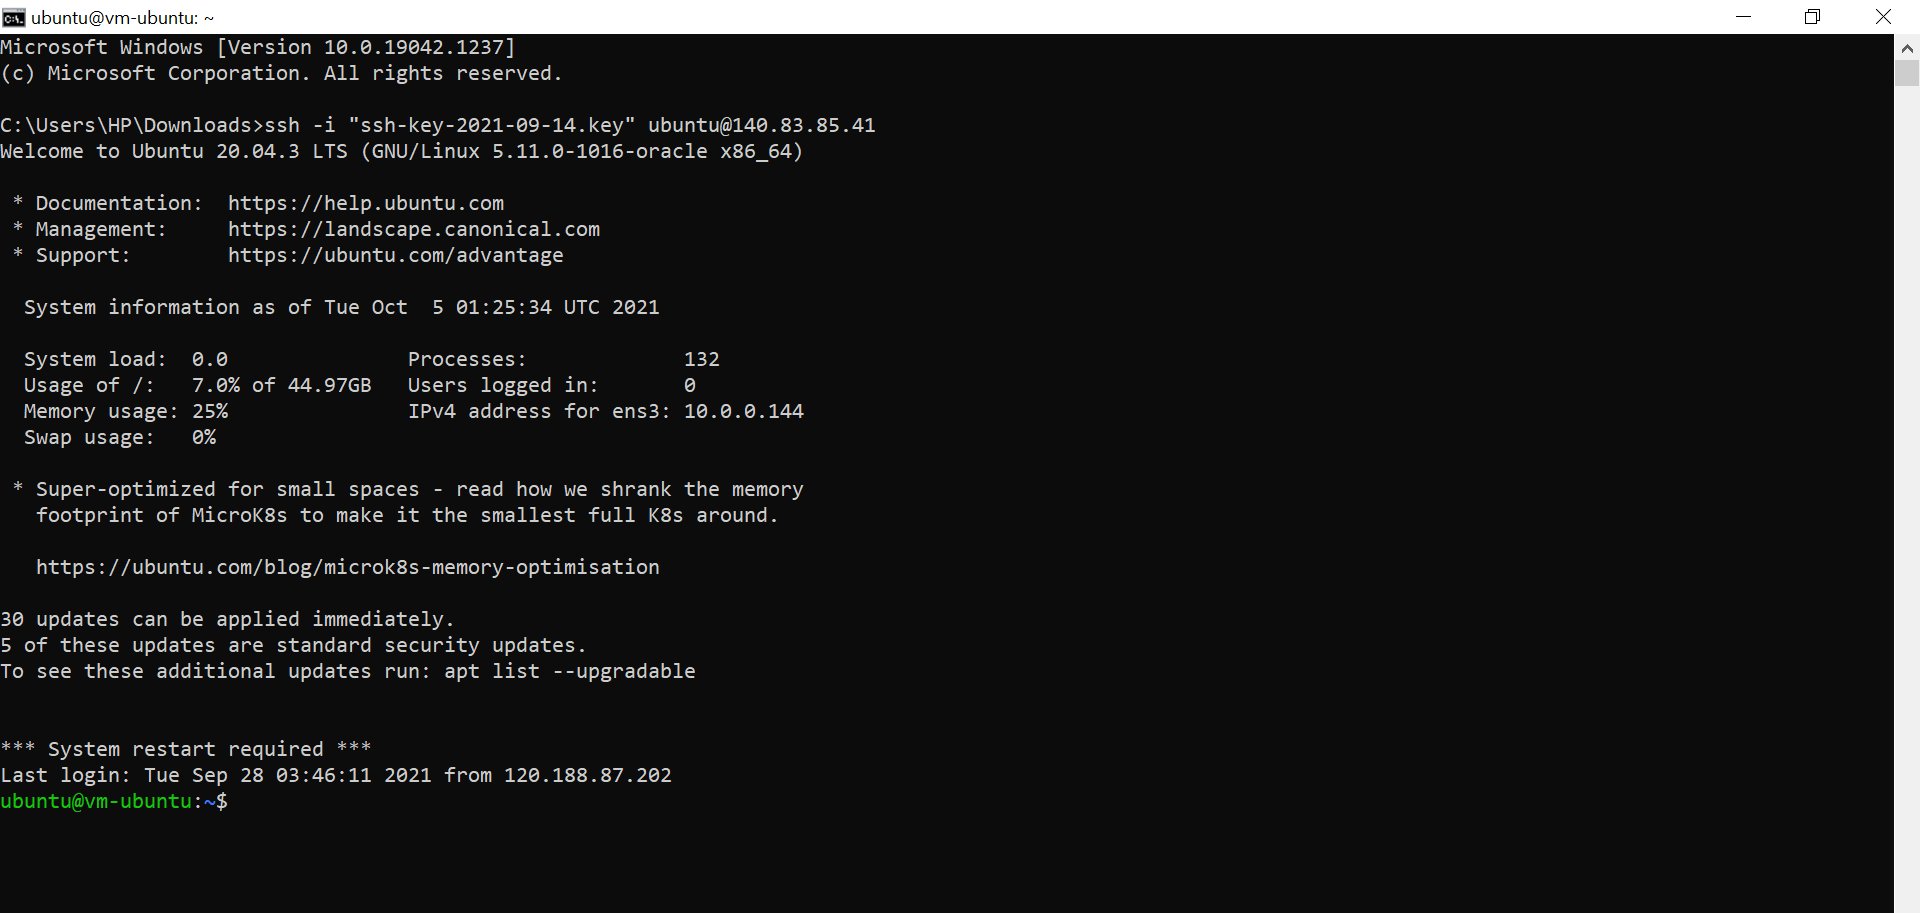 ubuntu@vm-ubuntu: ~
Microsoft Windows [Version 10.0.19042.1237]
(c) Microsoft Corporation. All rights reserved.
C:\Users\HP\Downloads>ssh -i "ssh-key-2021-09-14.key" ubuntu@140.83.85.41
Welcome to Ubuntu 20.04.3 LTS (GNU/Linux 5.11.0-1016-oracle x86_64)
* Documentation:  https://help.ubuntu.com
* Management:     https://landscape.canonical.com
* Support:        https://ubuntu.com/advantage
System information as of Tue Oct  5 01:25:34 UTC 2021
System load:  0.0               Processes:             132
Usage of /:   7.0% of 44.97GB   Users logged in:       0
Memory usage: 25%               IPv4 address for ens3: 10.0.0.144
Swap usage:   0%
* Super-optimized for small spaces - read how we shrank the memory
footprint of MicroK8s to make it the smallest full K8s around.
https://ubuntu.com/blog/microk8s-memory-optimisation
30 updates can be applied immediately.
5 of these updates are standard security updates.
To see these additional updates run: apt list --upgradable
*** System restart required ***
Last login: Tue Sep 28 03:46:11 2021 from 120.188.87.202
ubuntu@vm-ubuntu:~$